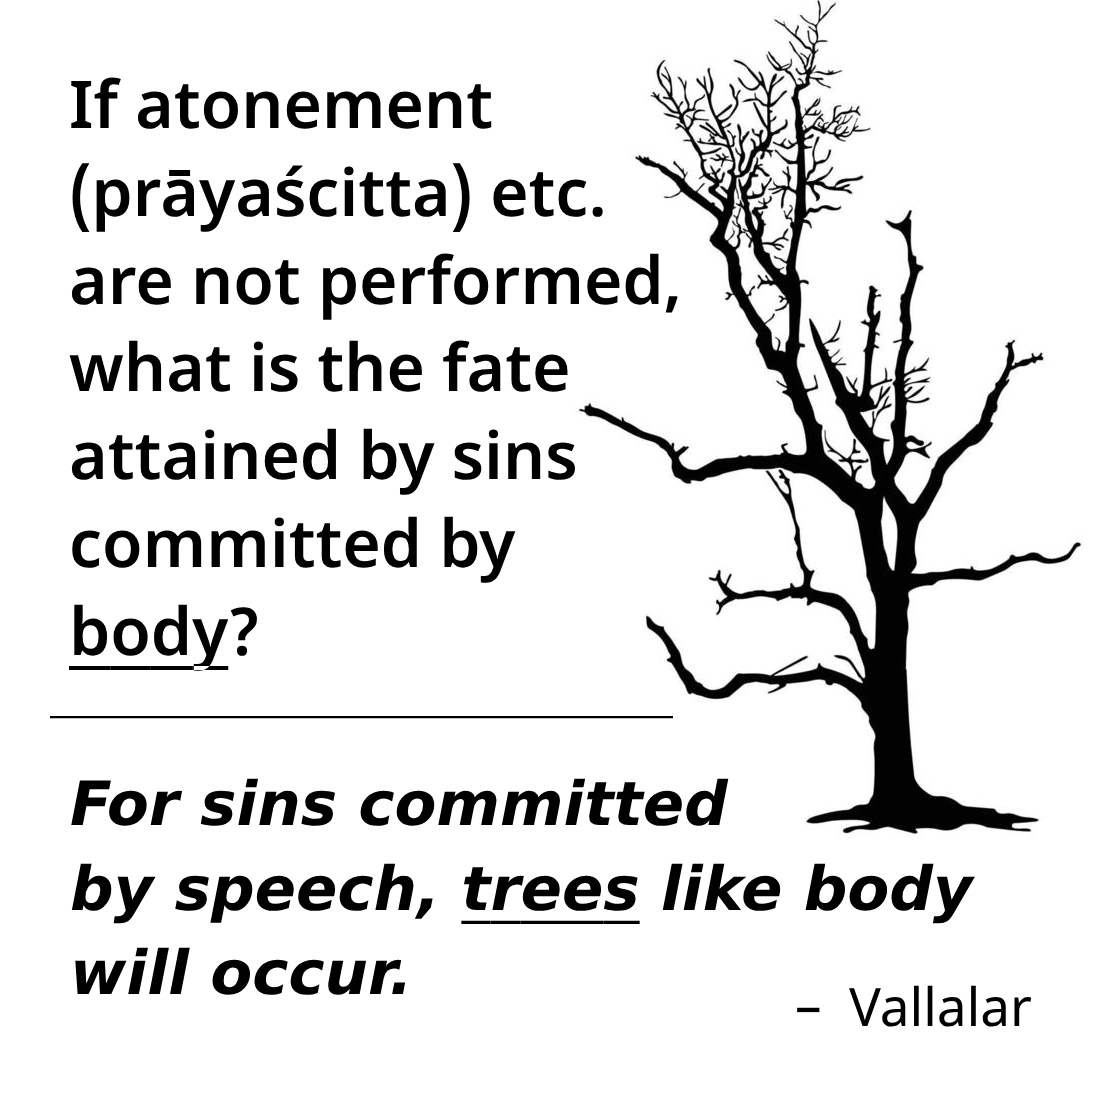 If atonement
(prāyaścitta) etc.
are not performed,
what is the fate
attained by sins
committed by
body?
For sins committed
by speech, trees like body
will occur.
– Vallalar